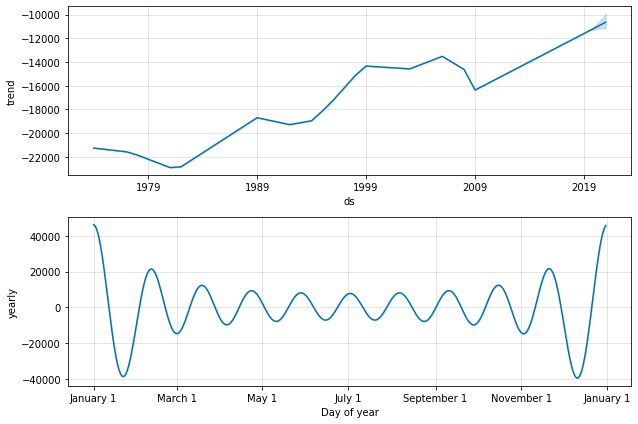 −10000
−12000
−14000
−16000
−18000
−20000
−22000
trend
1979 1989 1999 2009 2019
ds
40000
20000
0
−20000
−40000
yearly
January 1 March 1 May 1 July 1 September 1 November 1 January 1
Day of year